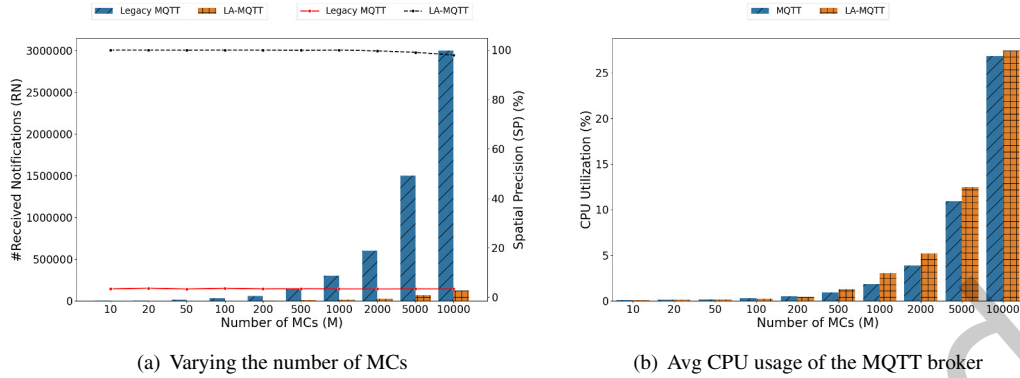 Legacy MQTT LA-MQTT Legacy MQTT LA-MQTT
#Received Notifications (RN)
3000000
2500000
2000000
1500000
1000000
500000
0
100
80
60
40
20
0
Spatial Precision (SP) (%)
10 20 50 100 200 500 1000 2000 5000 10000
Number of MCs (M)
(a) Varying the number of MCs
MQTT LA-MQTT
CPU Utilization (%)
25
20
15
10
5
0
10 20 50 100 200 500 1000 2000 5000 10000
Number of MCs (M)
(b) Avg CPU usage of the MQTT broker